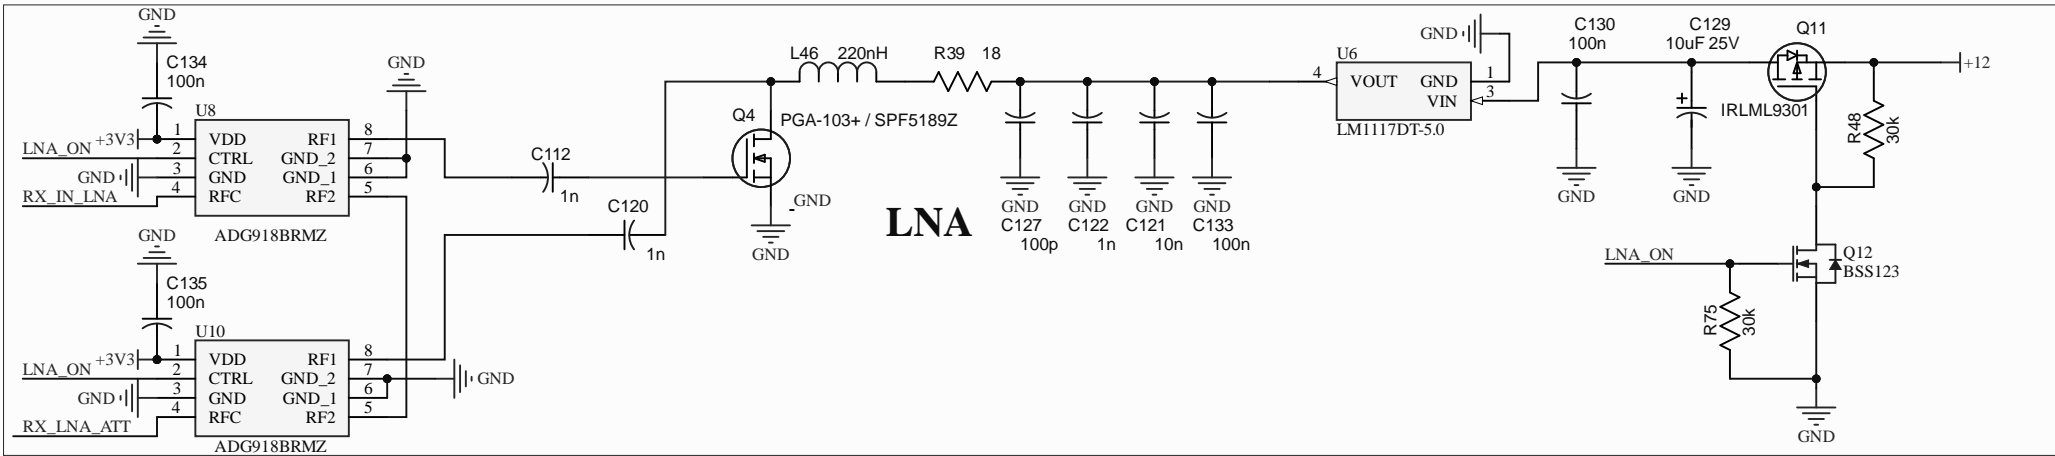 GND
C134
100n
+3V3
LNA_ON
GND
RX_IN_LNA
U8
1 VDD RF1 8
2 CTRL GND_2 7
3 GND GND_1 6
4 RFC RF2 5
ADG918BRMZ
GND
GND
C135
100n
+3V3
LNA_ON
GND
RX_LNA_ATT
U10
1 VDD RF1 8
2 CTRL GND_2 7
3 GND GND_1 6
4 RFC RF2 5
ADG918BRMZ
GND
C112
1n
C120
1n
Q4
PGA-103+ / SPF5189Z
GND
GND
L46 220nH
R39 18
LNA
GND
C127
100p
GND
C122
1n
GND
C121
10n
GND
C133
100n
GND
U6
4 VOUT GND 1
VIN 3
LM1117DT-5.0
C130
100n
GND
C129
10uF 25V
+
GND
Q11
IRLML9301
+12
R48
30k
LNA_ON
Q12
BSS123
R75
30k
GND